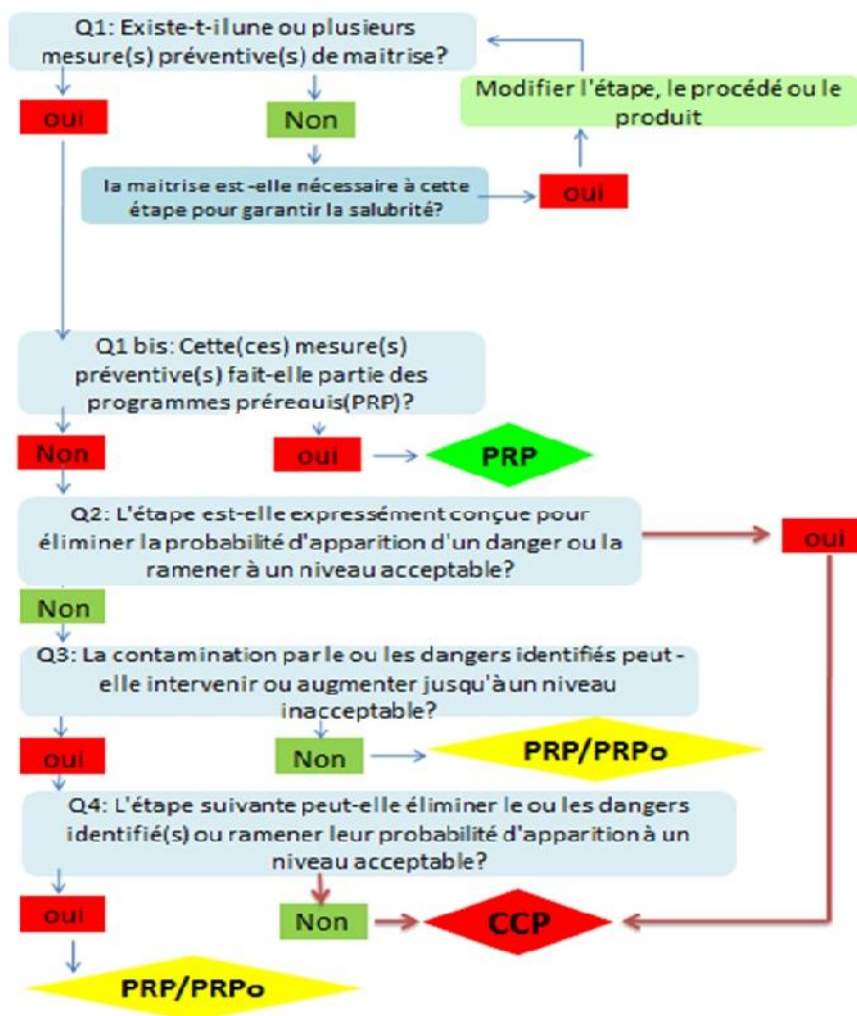 Q1: Existe-t-il une ou plusieurs
mesure(s) préventive(s) de maitrise?
Modifier l'étape, le procédé ou le
produit
oui
Non
la maitrise est -elle nécessaire à cette
étape pour garantir la salubrité?
oui
Q1 bis: Cette(ces) mesure(s)
préventive(s) fait-elle partie des
programmes prérequis(PRP)?
Non
oui
PRP
Q2: L'étape est-elle expressément conçue pour
éliminer la probabilité d'apparition d'un danger ou la
ramener à un niveau acceptable?
oui
Non
Q3: La contamination par le ou les dangers identifiés peut -
elle intervenir ou augmenter jusqu'à un niveau
inacceptable?
oui
Non
PRP/PRPo
Q4: L'étape suivante peut-elle éliminer le ou les dangers
identifié(s) ou ramener leur probabilité d'apparition à un
niveau acceptable?
oui
Non
CCP
PRP/PRPo